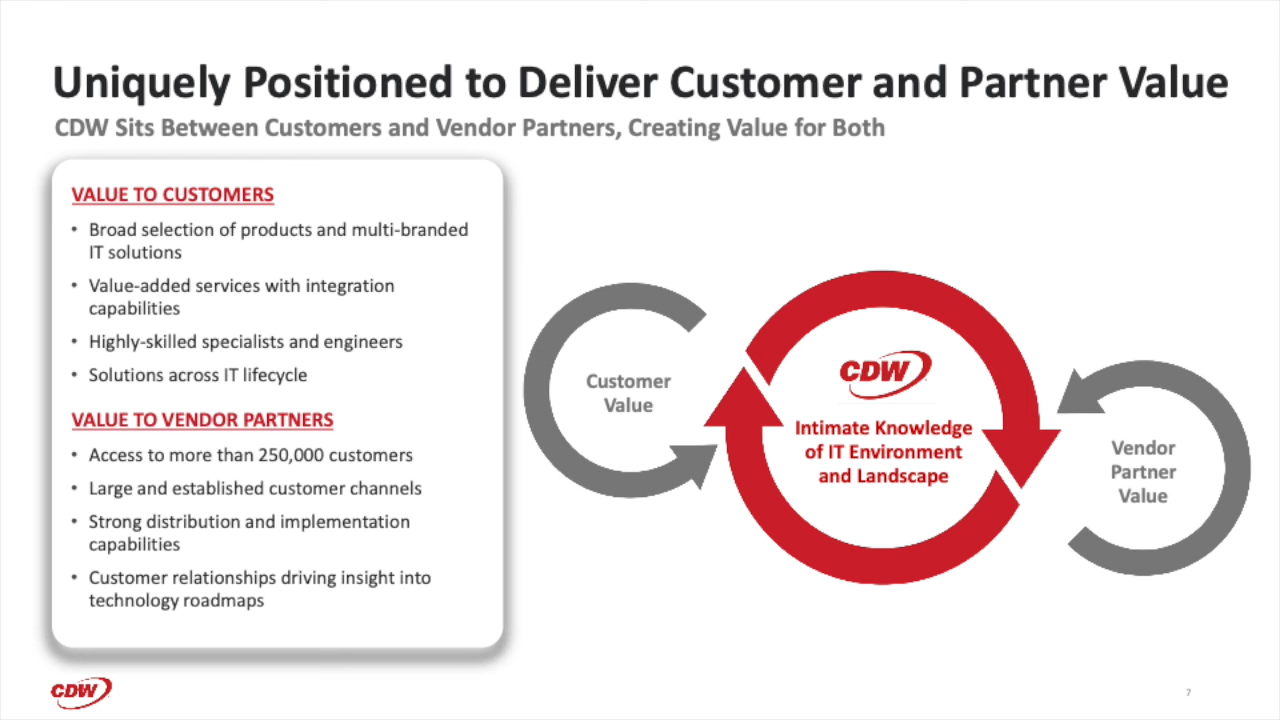 Uniquely Positioned to Deliver Customer and Partner Value
CDW Sits Between Customers and Vendor Partners, Creating Value for Both
VALUE TO CUSTOMERS
• Broad selection of products and multi-branded
IT solutions
• Value-added services with integration
capabilities
• Highly-skilled specialists and engineers
• Solutions across IT lifecycle
VALUE TO VENDOR PARTNERS
• Access to more than 250,000 customers
• Large and established customer channels
• Strong distribution and implementation
capabilities
• Customer relationships driving insight into
technology roadmaps
Customer
Value
CDW
Intimate Knowledge
of IT Environment
and Landscape
Vendor
Partner
Value
CDW
7